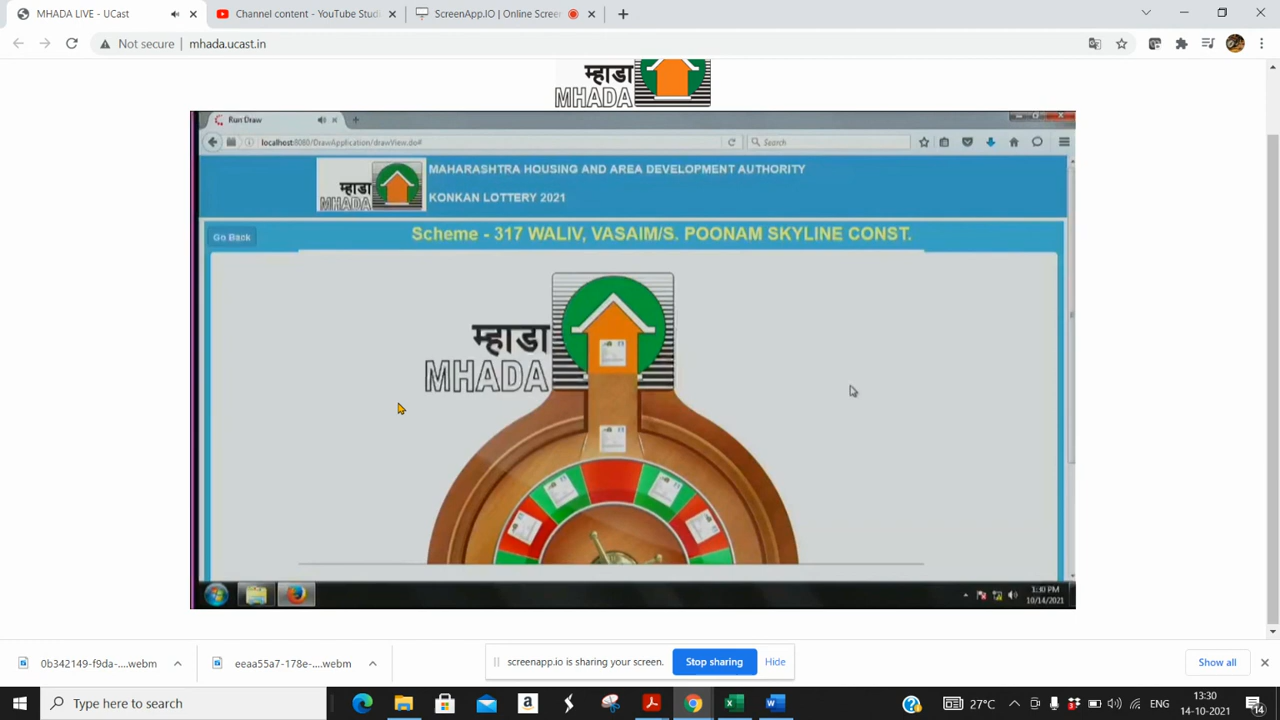 MHADA LIVE - UCast
Channel content - YouTube Studi
ScreenApp.IO | Online Screen
Not secure
mhada.ucast.in
म्हाडा
MHADA
Run Draw
localhost:8080/DrawApplication/drawView.do#
Search
म्हाडा
MHADA
MAHARASHTRA HOUSING AND AREA DEVELOPMENT AUTHORITY
KONKAN LOTTERY 2021
Go Back
Scheme - 317 WALIV, VASAIM/S. POONAM SKYLINE CONST.
म्हाडा
MHADA
1:30 PM
10/14/2021
0b342149-f9da-....webm
eeaa55a7-178e-....webm
screenapp.io is sharing your screen.
Stop sharing
Hide
Show all
Type here to search
27°C
ENG
13:30
14-10-2021
14